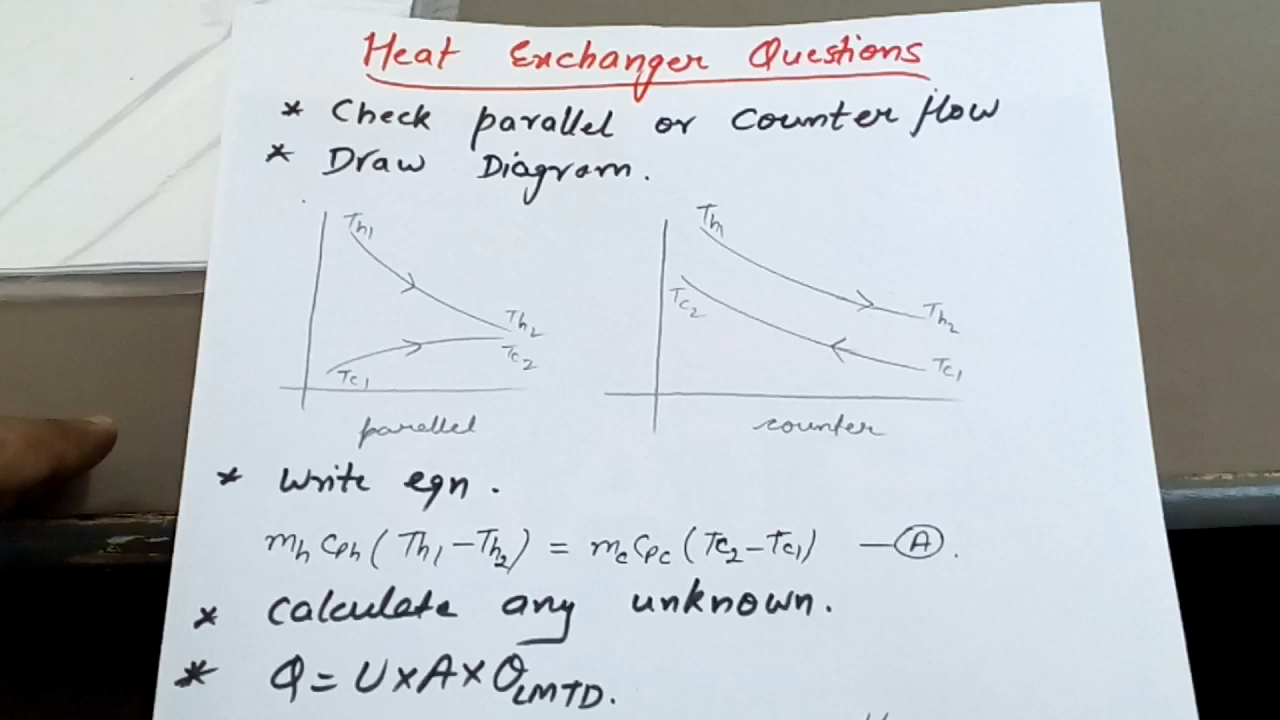 Heat Exchanger Questions
* Check parallel or counter flow
* Draw Diagram.
Th1
Th2
Tc2
Tc1
parallel
Th1
Tc2
Th2
Tc1
counter
* Write eqn.
mh Cph (Th1 - Th2) = mc Cpc (Tc2 - Tc1) — A.
* Calculate any unknown.
* Q = U x A x θLMTD.